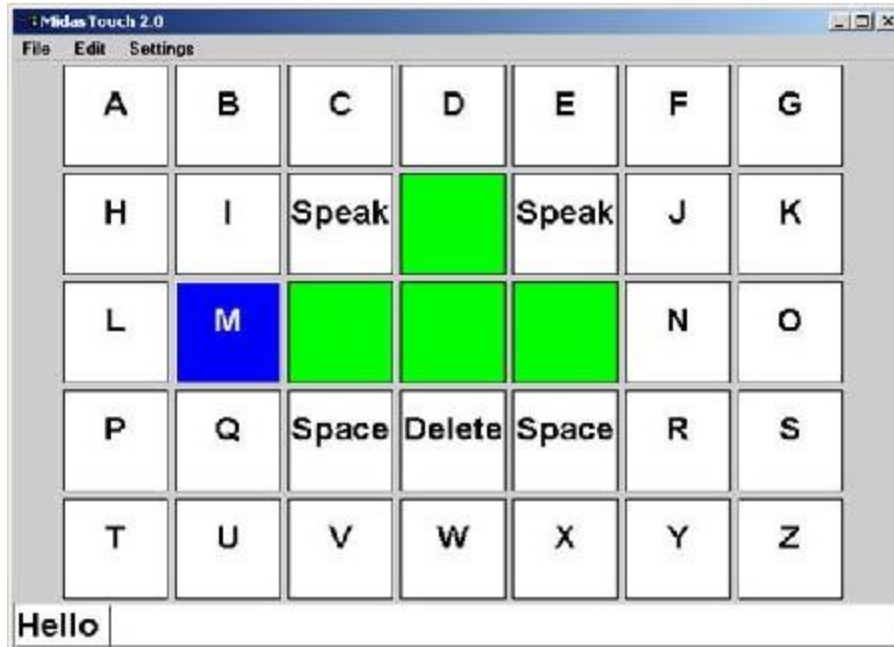 Midas Touch 2.0
File Edit Settings
A B C D E F G
H I Speak Speak J K
L M N O
P Q Space Delete Space R S
T U V W X Y Z
Hello